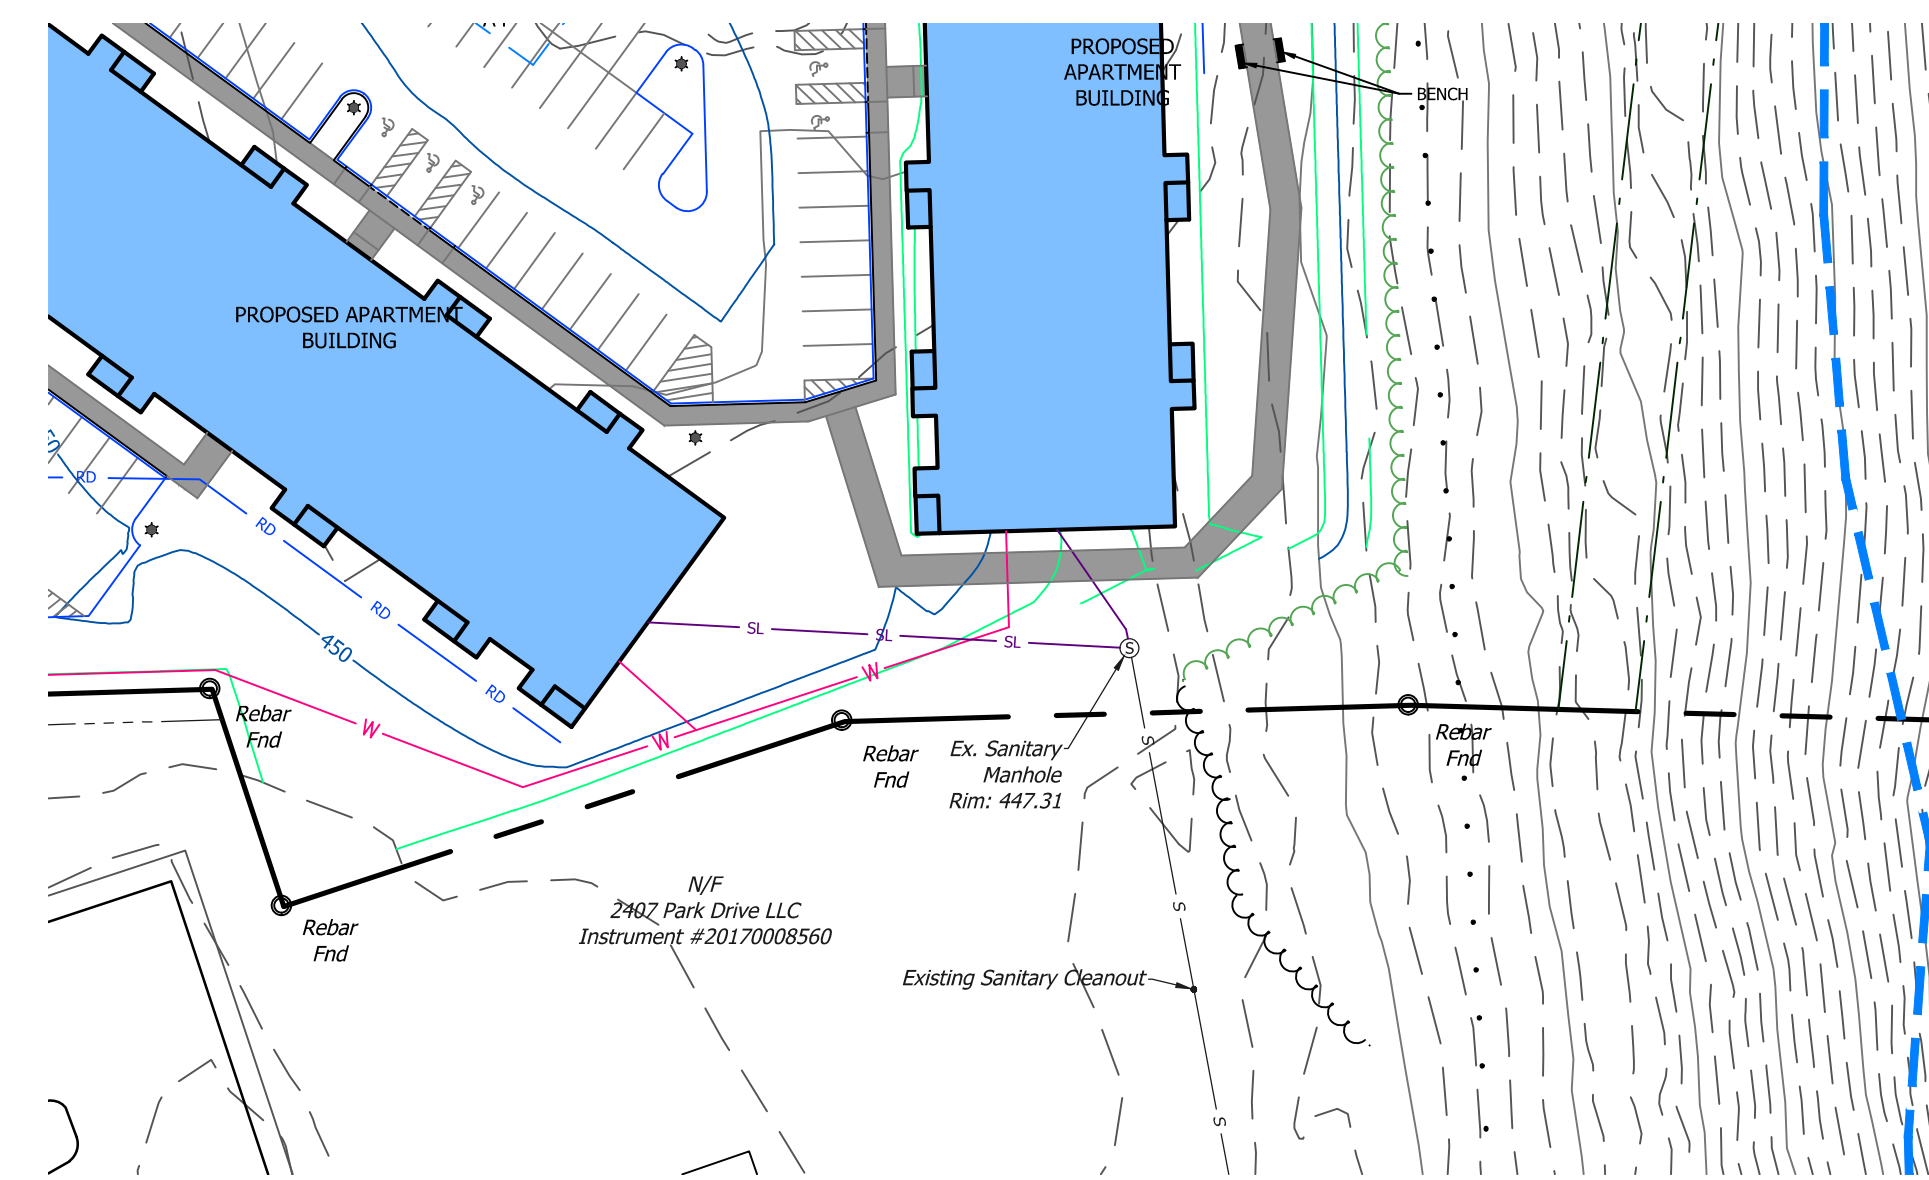 PROPOSED
APARTMENT
BUILDING
BENCH
PROPOSED APARTMENT
BUILDING
RD
RD
RD
RD
450
SL
SL
SL
S
W
W
W
Rebar
Fnd
Rebar
Fnd
Rebar
Fnd
Rebar
Fnd
Ex. Sanitary
Manhole
Rim: 447.31
S
N/F
2407 Park Drive LLC
Instrument #20170008560
S
Existing Sanitary Cleanout
S